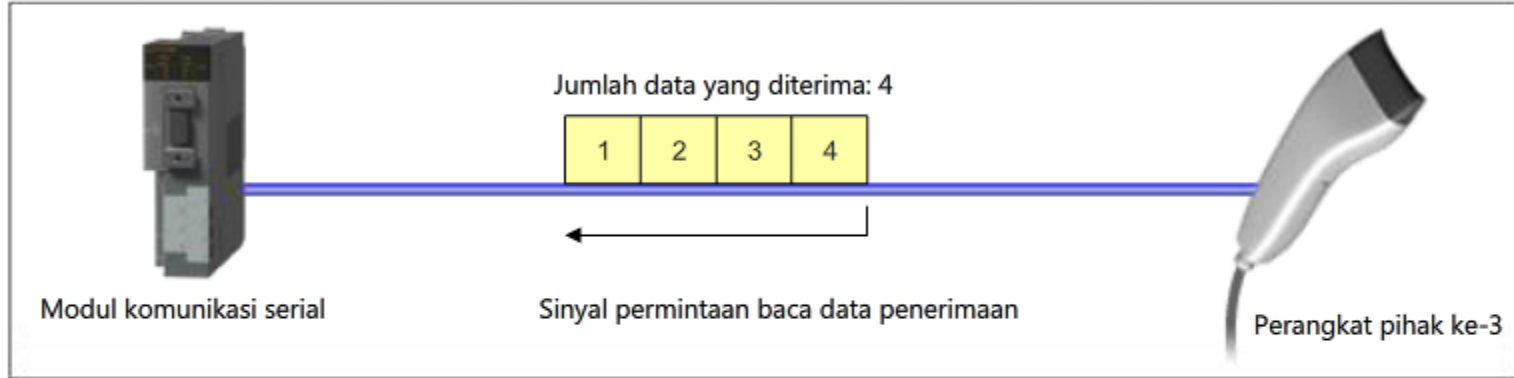 Jumlah data yang diterima: 4
1 2 3 4
Modul komunikasi serial
Sinyal permintaan baca data penerimaan
Perangkat pihak ke-3